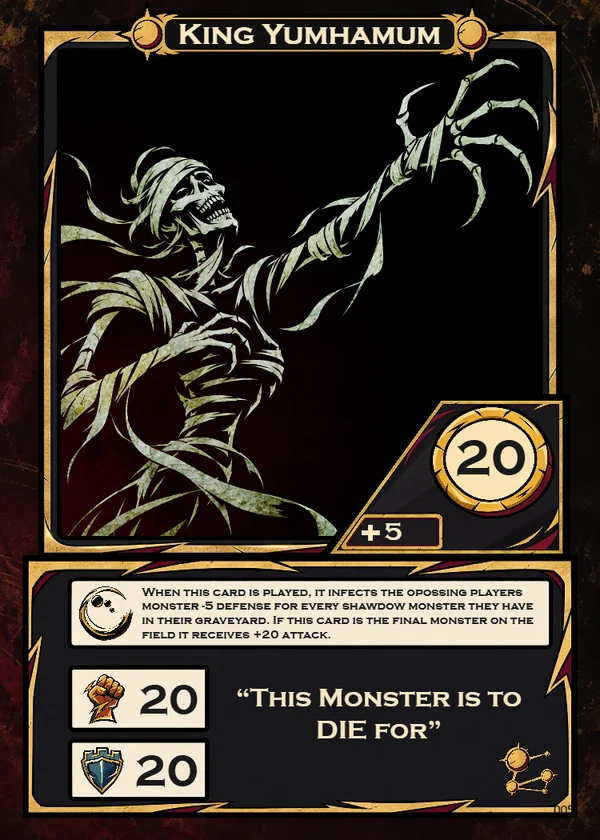 King Yumhamum
20
+5
When this card is played, it infects the opossing players
monster -5 defense for every shawdow monster they have
in their graveyard. If this card is the final monster on the
field it receives +20 attack.
20
“This Monster is to
DIE for”
20
005